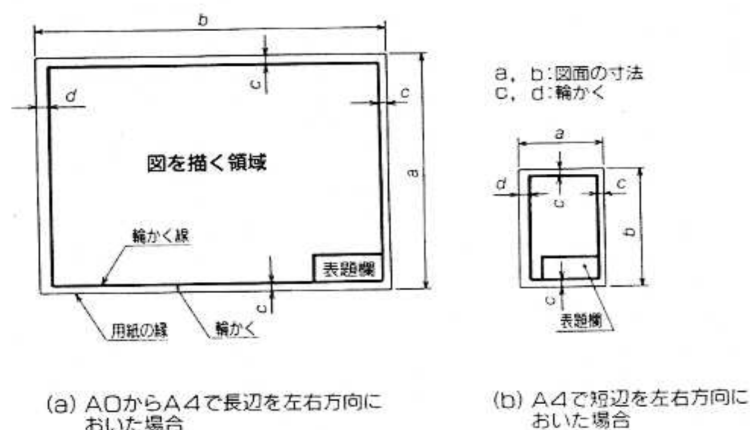 b
d
c
c
a
図を描く領域
輪かく線
表題欄
c
用紙の縁
輪かく
(a) A0からA4で長辺を左右方向に
おいた場合
a, b:図面の寸法
c, d:輪かく
a
d
c
c
b
c
表題欄
(b) A4で短辺を左右方向に
おいた場合